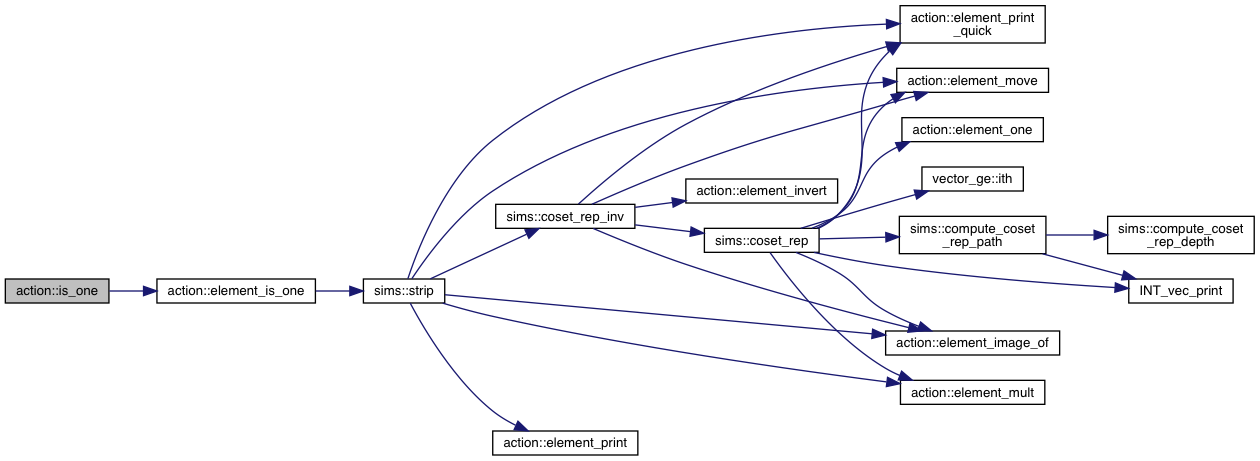 action::is_one
action::element_is_one
sims::strip
sims::coset_rep_inv
action::element_print
action::element_invert
sims::coset_rep
action::element_print
_quick
action::element_move
action::element_one
vector_ge::ith
sims::compute_coset
_rep_path
action::element_image_of
action::element_mult
sims::compute_coset
_rep_depth
INT_vec_print